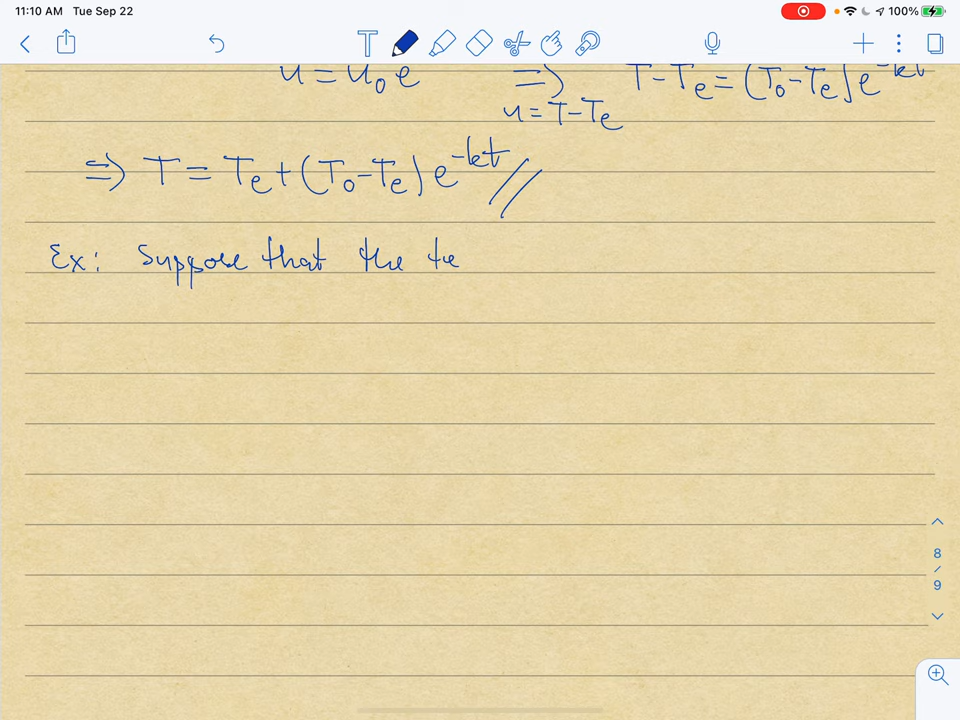 11:10 AM Tue Sep 22 100%
T
u = u₀ e ⟹ T-Tₑ = (T₀-Tₑ)e^-kt
u = T-Tₑ
⟹ T = Tₑ + (T₀-Tₑ) e^-kt //
Ex: Suppose that the te
8
/
9